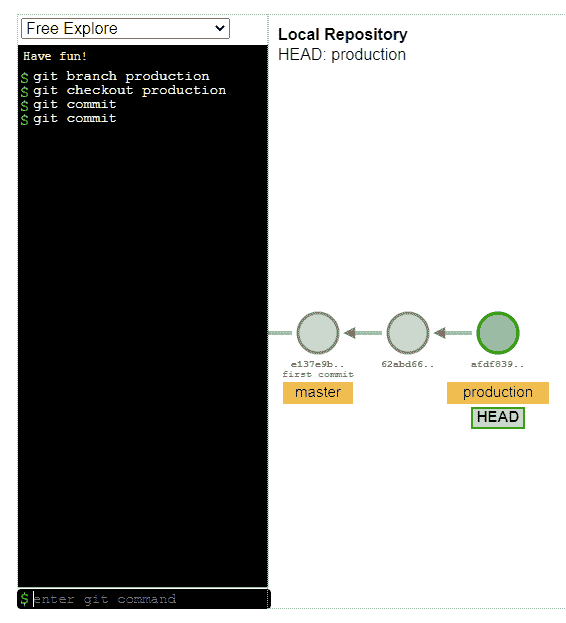 Free Explore
Have fun!
$ git branch production
$ git checkout production
$ git commit
$ git commit
$ enter git command
Local Repository
HEAD: production
e137e9b.. 62abd66.. afdf839..
first commit
master production
HEAD